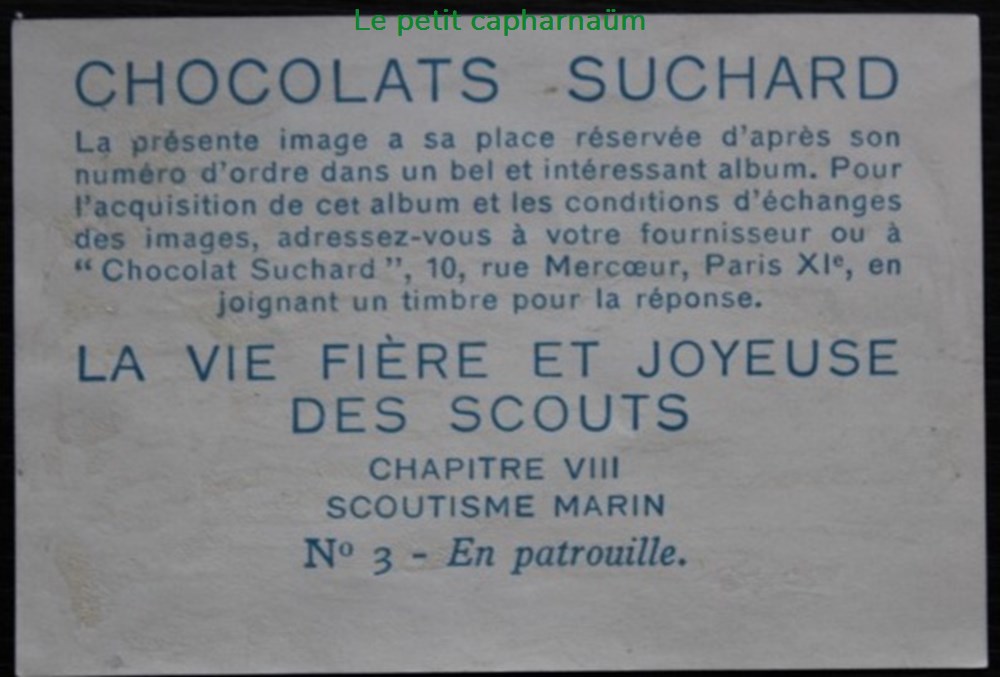 Le petit capharnaüm
CHOCOLATS SUCHARD
La présente image a sa place réservée d'après son
numéro d'ordre dans un bel et intéressant album. Pour
l'acquisition de cet album et les conditions d'échanges
des images, adressez-vous à votre fournisseur ou à
“ Chocolat Suchard ”, 10, rue Mercœur, Paris XIe, en
joignant un timbre pour la réponse.
LA VIE FIÈRE ET JOYEUSE
DES SCOUTS
CHAPITRE VIII
SCOUTISME MARIN
No 3 - En patrouille.